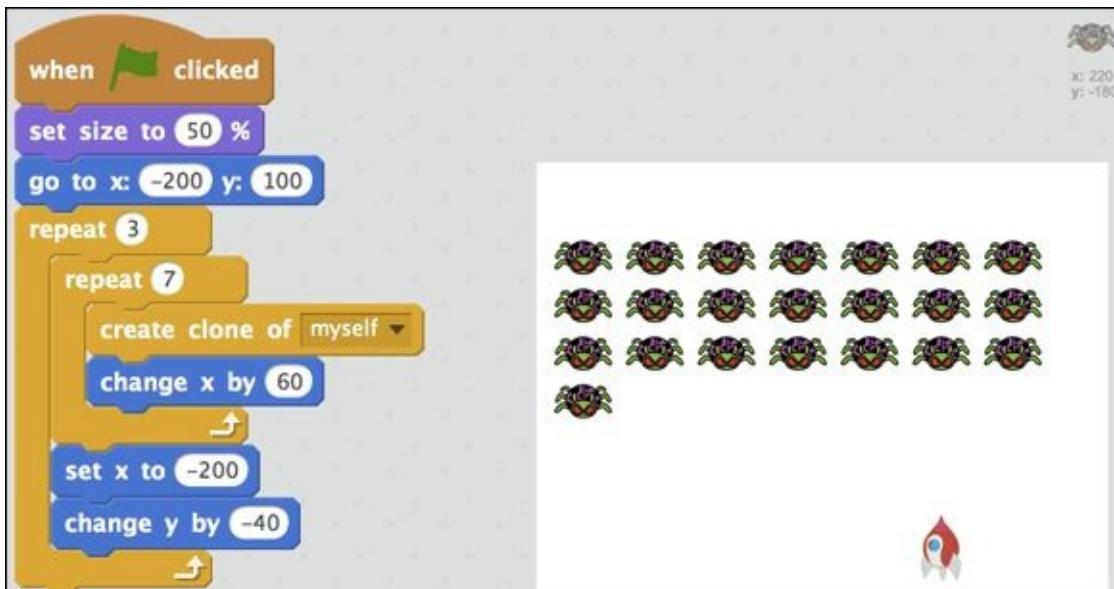 when clicked
set size to 50 %
go to x: -200 y: 100
repeat 3
repeat 7
create clone of myself
change x by 60
set x to -200
change y by -40
x: 220
y: -180